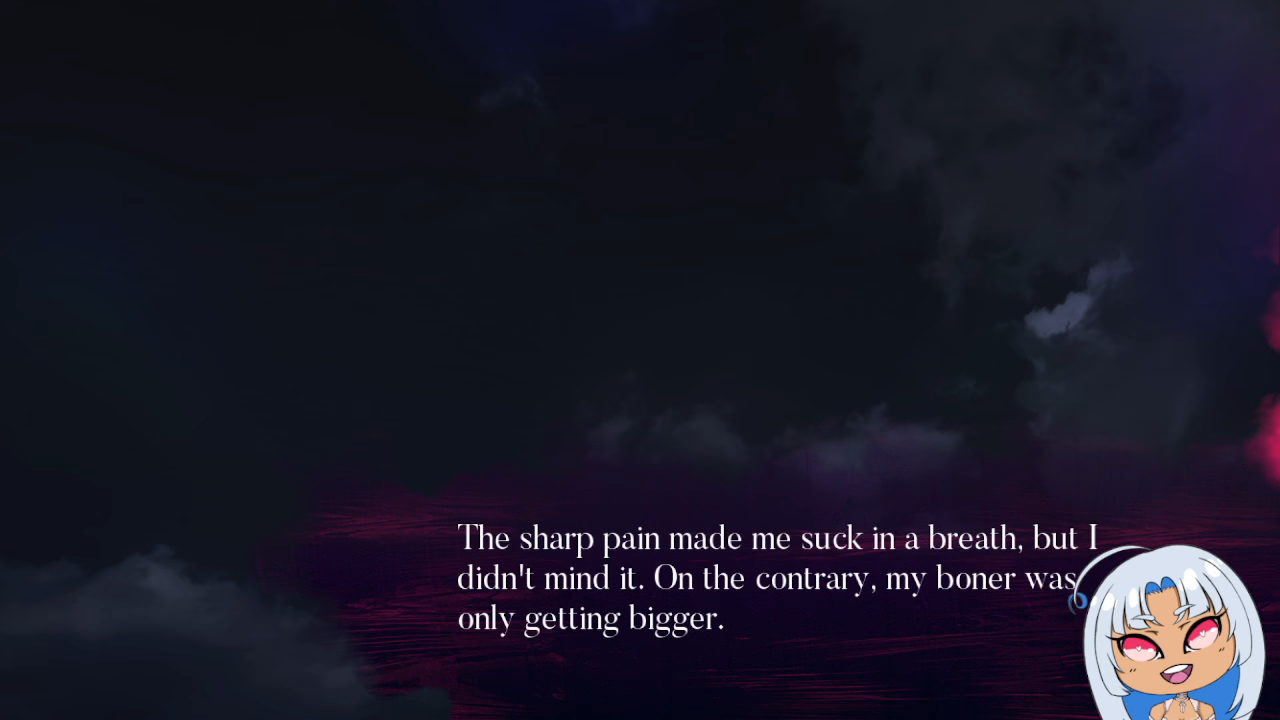 The sharp pain made me suck in a breath, but I
didn't mind it. On the contrary, my boner was
only getting bigger.